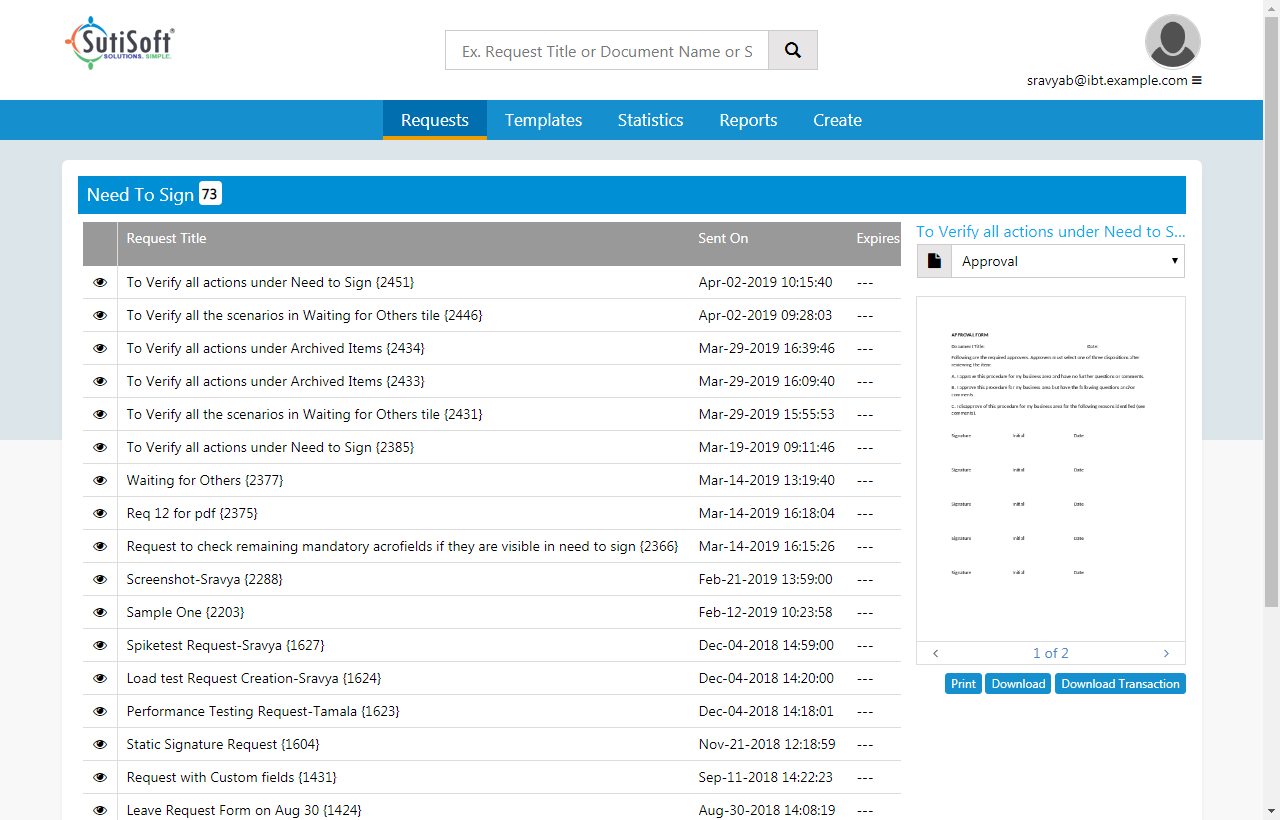 SutiSoft®
SOLUTIONS. SIMPLE.
Ex. Request Title or Document Name or S
sravyab@ibt.example.com
Requests Templates Statistics Reports Create
Need To Sign 73
Request Title Sent On Expires
To Verify all actions under Need to Sign {2451} Apr-02-2019 10:15:40 ---
To Verify all the scenarios in Waiting for Others tile {2446} Apr-02-2019 09:28:03 ---
To Verify all actions under Archived Items {2434} Mar-29-2019 16:39:46 ---
To Verify all actions under Archived Items {2433} Mar-29-2019 16:09:40 ---
To Verify all the scenarios in Waiting for Others tile {2431} Mar-29-2019 15:55:53 ---
To Verify all actions under Need to Sign {2385} Mar-19-2019 09:11:46 ---
Waiting for Others {2377} Mar-14-2019 13:19:40 ---
Req 12 for pdf {2375} Mar-14-2019 16:18:04 ---
Request to check remaining mandatory acrofields if they are visible in need to sign {2366} Mar-14-2019 16:15:26 ---
Screenshot-Sravya {2288} Feb-21-2019 13:59:00 ---
Sample One {2203} Feb-12-2019 10:23:58 ---
Spiketest Request-Sravya {1627} Dec-04-2018 14:59:00 ---
Load test Request Creation-Sravya {1624} Dec-04-2018 14:20:00 ---
Performance Testing Request-Tamala {1623} Dec-04-2018 14:18:01 ---
Static Signature Request {1604} Nov-21-2018 12:18:59 ---
Request with Custom fields {1431} Sep-11-2018 14:22:23 ---
Leave Request Form on Aug 30 {1424} Aug-30-2018 14:08:19 ---
To Verify all actions under Need to S...
Approval
APPROVAL FORM
Document Title: Date:
Following are the required approvers. Approvers must select one of three dispositions after
reviewing the item:
A. I approve this procedure for my business area and have no further questions or comments.
B. I approve this procedure for my business area but have the following questions and/or
comments.
C. I disapprove of this procedure for my business area for the following reasons identified (see
comments).
Signature Initial Date
Signature Initial Date
Signature Initial Date
Signature Initial Date
Signature Initial Date
1 of 2
Print Download Download Transaction